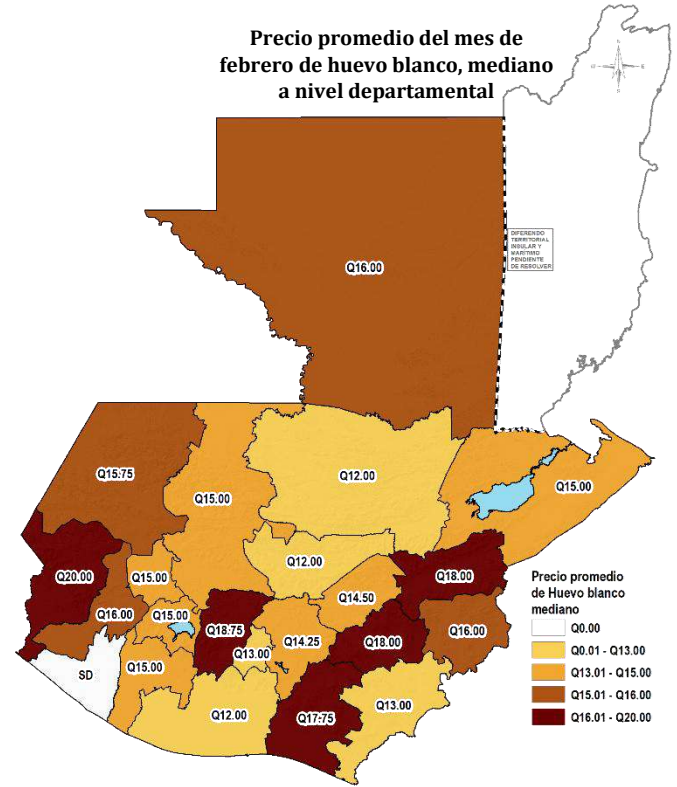 Precio promedio del mes de
febrero de huevo blanco, mediano
a nivel departamental
N
O
E
S
DIFERENDO
TERRITORIAL
INSULAR Y
MARÍTIMO
PENDIENTE
DE RESOLVER
Q16.00
Q15.75
Q15.00
Q12.00
Q15.00
Q12.00
Q20.00
Q15.00
Q18.00
Q14.50
Q16.00
Q15.00
Q18.75
Q14.25
Q18.00
Q16.00
Q13.00
Q15.00
SD
Q12.00
Q17.75
Q13.00
Precio promedio
de Huevo blanco
mediano
Q0.00
Q0.01 - Q13.00
Q13.01 - Q15.00
Q15.01 - Q16.00
Q16.01 - Q20.00